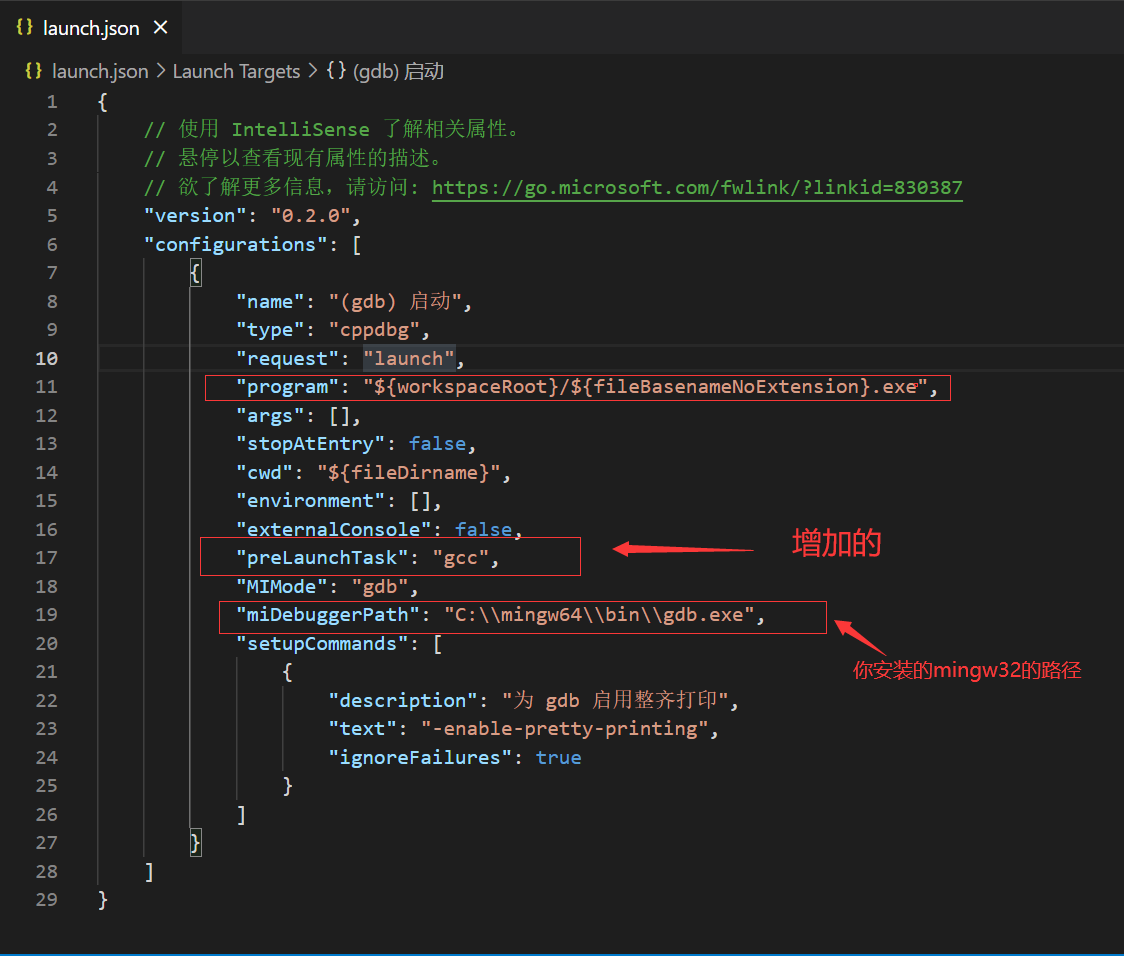 {} launch.json ×
{} launch.json > Launch Targets > {} (gdb) 启动
1 {
2 // 使用 IntelliSense 了解相关属性。
3 // 悬停以查看现有属性的描述。
4 // 欲了解更多信息，请访问: https://go.microsoft.com/fwlink/?linkid=830387
5 "version": "0.2.0",
6 "configurations": [
7 {
8 "name": "(gdb) 启动",
9 "type": "cppdbg",
10 "request": "launch",
11 "program": "${workspaceRoot}/${fileBasenameNoExtension}.exe",
12 "args": [],
13 "stopAtEntry": false,
14 "cwd": "${fileDirname}",
15 "environment": [],
16 "externalConsole": false,
增加的
17 "preLaunchTask": "gcc",
18 "MIMode": "gdb",
19 "miDebuggerPath": "C:\\mingw64\\bin\\gdb.exe",
20 "setupCommands": [
你安装的mingw32的路径
21 {
22 "description": "为 gdb 启用整齐打印",
23 "text": "-enable-pretty-printing",
24 "ignoreFailures": true
25 }
26 ]
27 }
28 ]
29 }